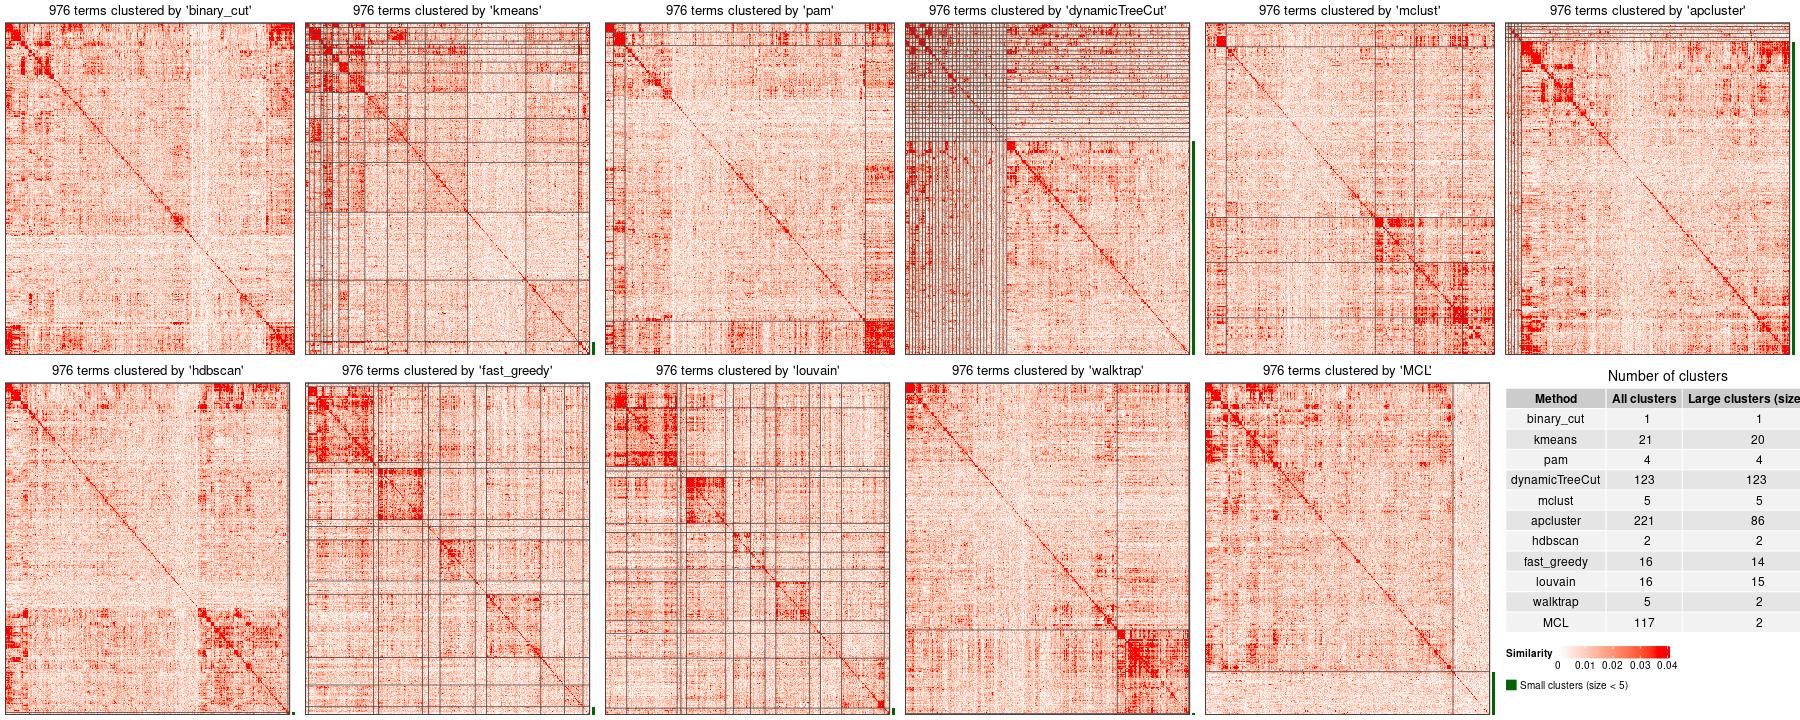 976 terms clustered by 'binary_cut'
976 terms clustered by 'kmeans'
976 terms clustered by 'pam'
976 terms clustered by 'dynamicTreeCut'
976 terms clustered by 'mclust'
976 terms clustered by 'apcluster'
976 terms clustered by 'hdbscan'
976 terms clustered by 'fast_greedy'
976 terms clustered by 'louvain'
976 terms clustered by 'walktrap'
976 terms clustered by 'MCL'
Number of clusters
Method All clusters Large clusters (size
binary_cut 1 1
kmeans 21 20
pam 4 4
dynamicTreeCut 123 123
mclust 5 5
apcluster 221 86
hdbscan 2 2
fast_greedy 16 14
louvain 16 15
walktrap 5 2
MCL 117 2
Similarity
0 0.01 0.02 0.03 0.04
Small clusters (size < 5)